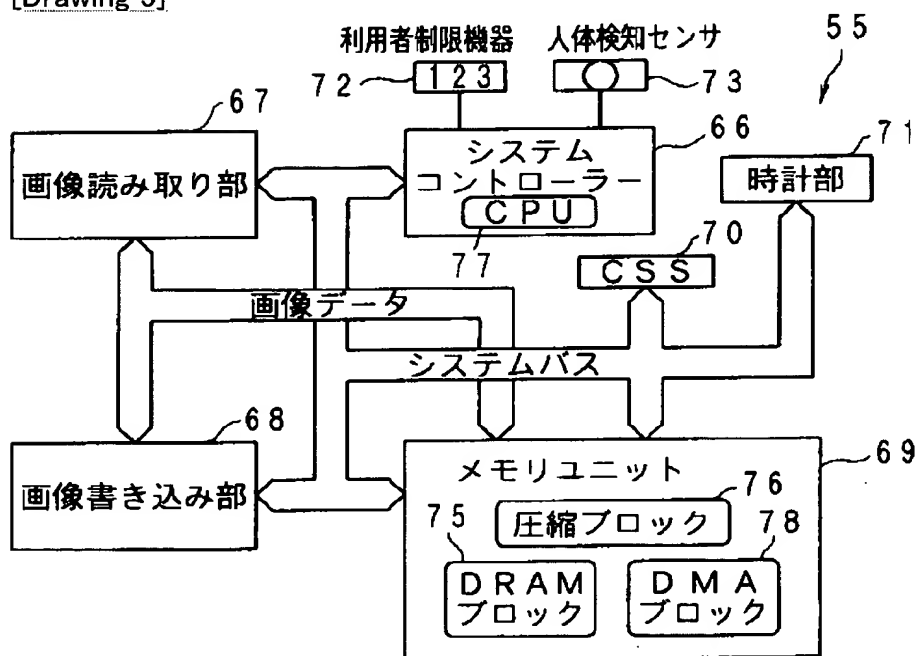 [Drawing 5]
55
利用者制限機器
人体検知センサ
72
123
73
67
66
71
画像読み取り部
システム
コントローラー
CPU
時計部
77
70
CSS
画像データ
システムバス
68
69
画像書き込み部
メモリユニット
76
75
圧縮ブロック
78
DRAM
ブロック
DMA
ブロック